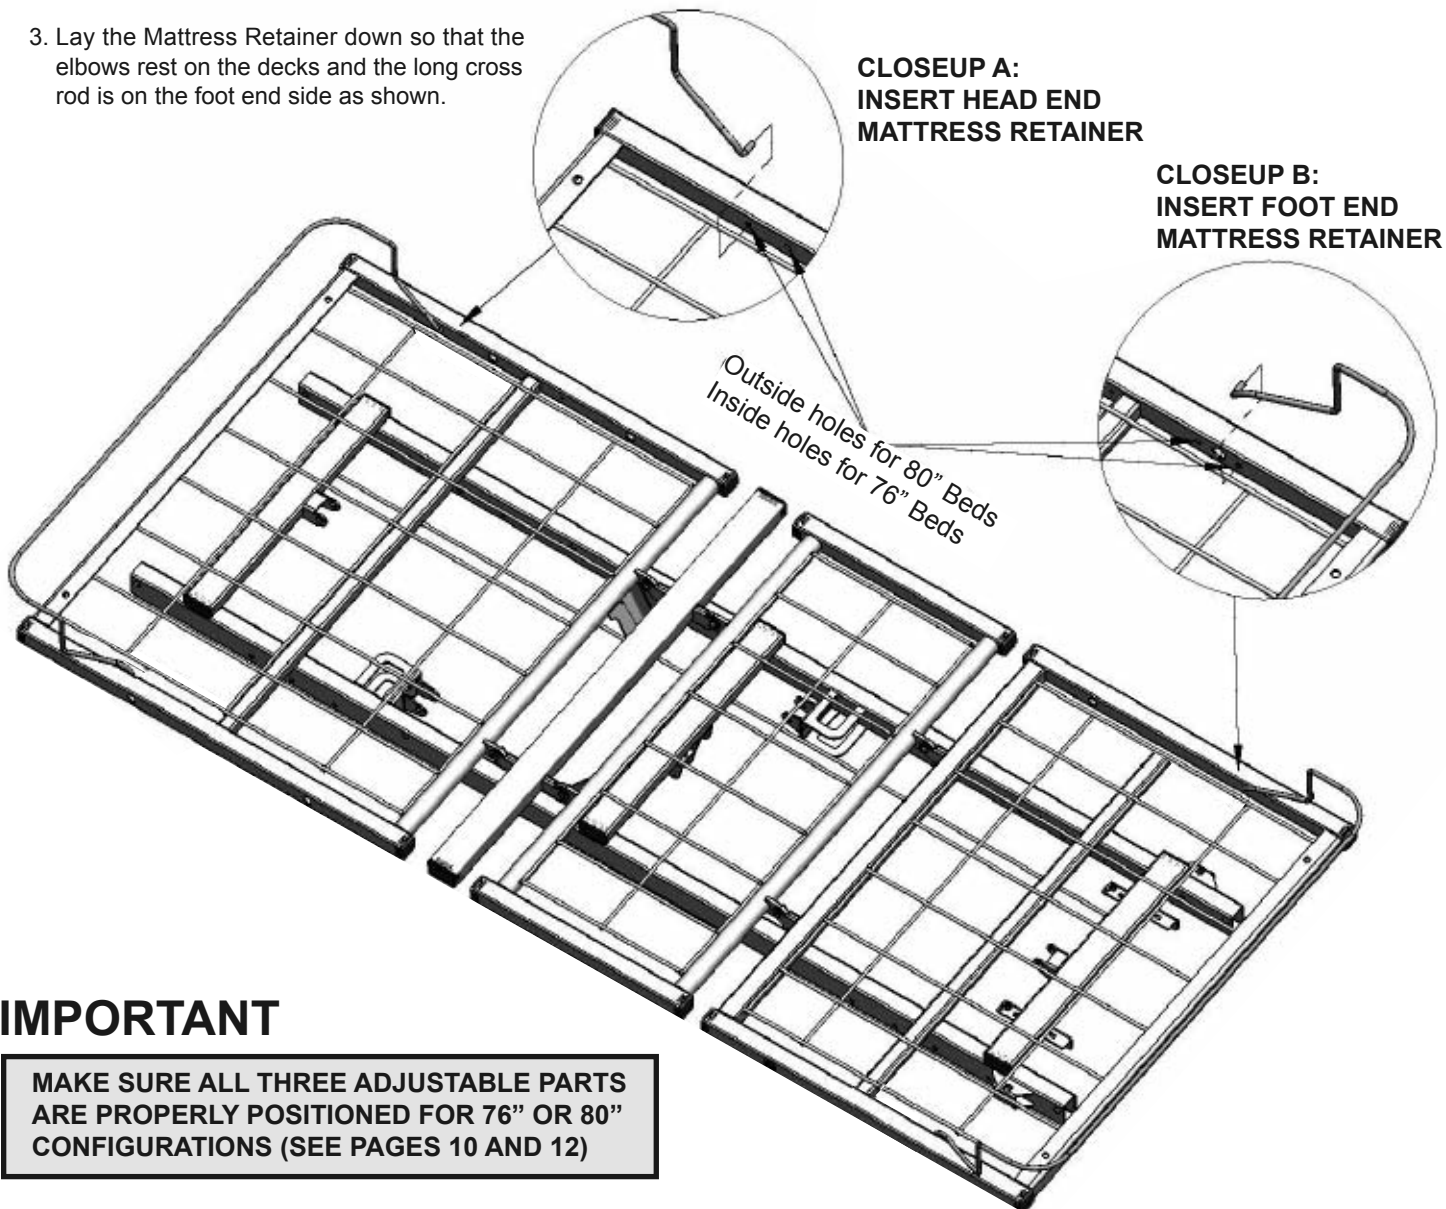 3. Lay the Mattress Retainer down so that the
elbows rest on the decks and the long cross
rod is on the foot end side as shown.
CLOSEUP A:
INSERT HEAD END
MATTRESS RETAINER
CLOSEUP B:
INSERT FOOT END
MATTRESS RETAINER
Outside holes for 80” Beds
Inside holes for 76” Beds
IMPORTANT
MAKE SURE ALL THREE ADJUSTABLE PARTS
ARE PROPERLY POSITIONED FOR 76” OR 80”
CONFIGURATIONS (SEE PAGES 10 AND 12)